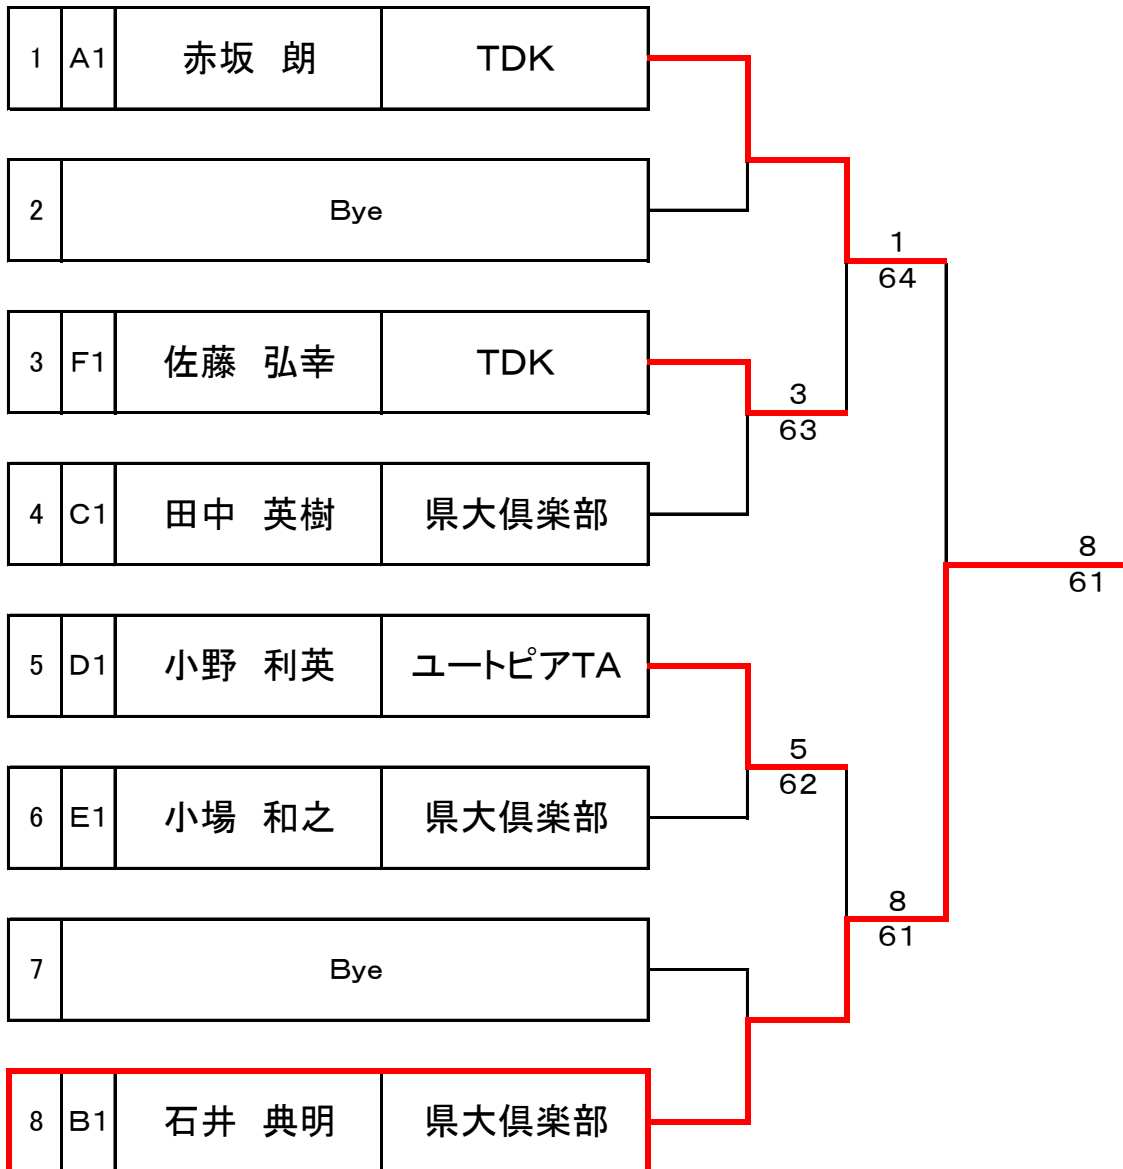 1 A1 赤坂 朗 TDK
2 Bye
1
64
3 F1 佐藤 弘幸 TDK
3
63
4 C1 田中 英樹 県大倶楽部
8
61
5 D1 小野 利英 ユートピアTA
5
62
6 E1 小場 和之 県大倶楽部
8
61
7 Bye
8 B1 石井 典明 県大倶楽部